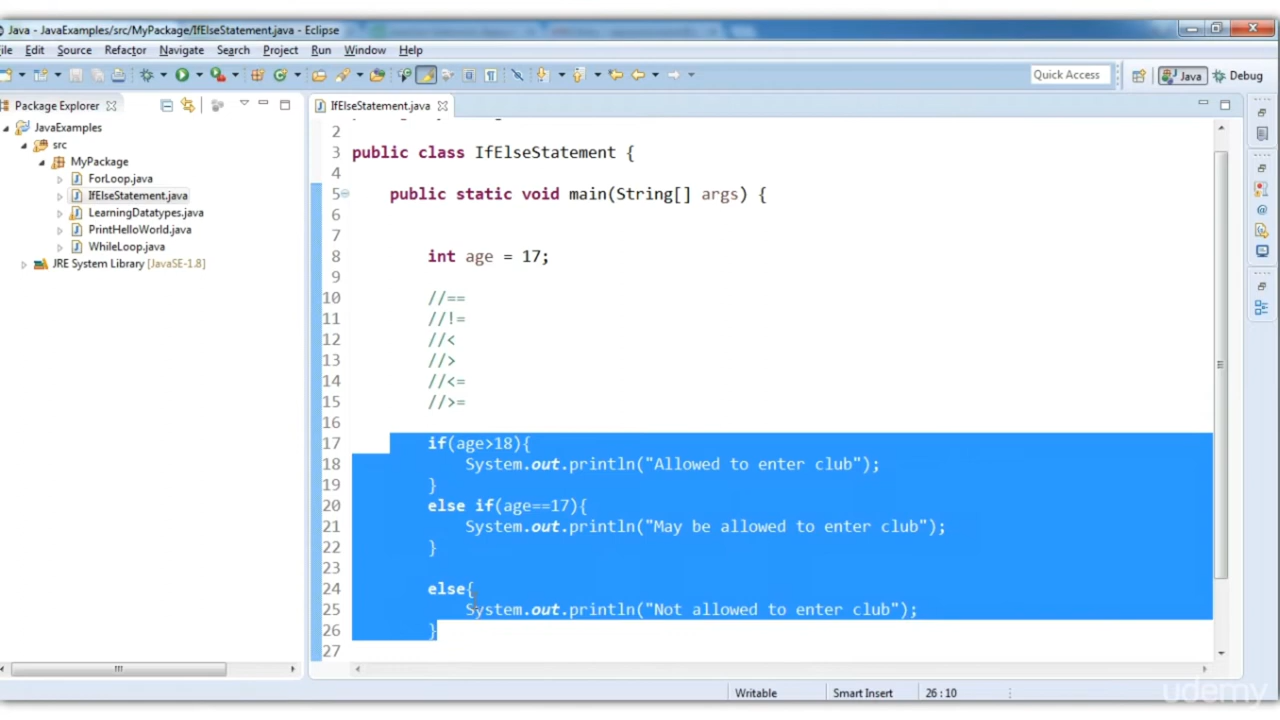 Java - JavaExamples/src/MyPackage/IfElseStatement.java - Eclipse
ile Edit Source Refactor Navigate Search Project Run Window Help
Quick Access Java Debug
Package Explorer
IfElseStatement.java
JavaExamples
src
MyPackage
ForLoop.java
IfElseStatement.java
LearningDatatypes.java
PrintHelloWorld.java
WhileLoop.java
JRE System Library [JavaSE-1.8]
2
3 public class IfElseStatement {
4
5 public static void main(String[] args) {
6
7
8 int age = 17;
9
10 //==
11 //!=
12 //<
13 //>
14 //<=
15 //>=
16
17 if(age>18){
18 System.out.println("Allowed to enter club");
19 }
20 else if(age==17){
21 System.out.println("May be allowed to enter club");
22 }
23
24 else{
25 System.out.println("Not allowed to enter club");
26 }
27
Writable Smart Insert 26 : 10
udemy